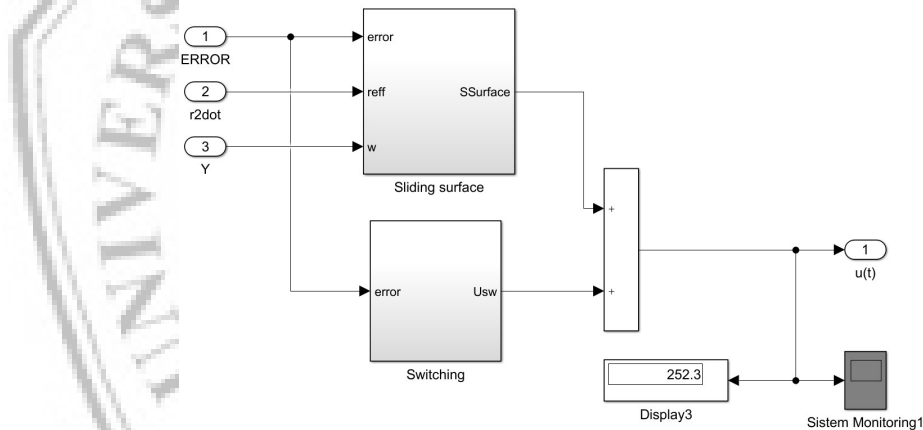 1
ERROR
2
r2dot
3
Y
error
reff
w
SSurface
Sliding surface
error
Usw
Switching
+
+
1
u(t)
252.3
Display3
Sistem Monitoring1
UNIVERS